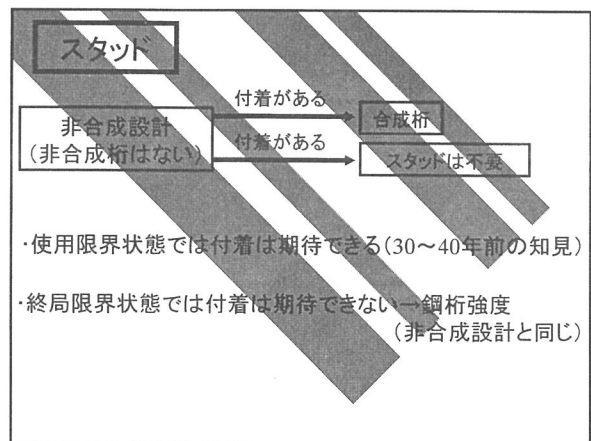 スタッド
付着がある
非合成設計
(非合成桁はない)
合成桁
付着がある
スタッドは不要
・使用限界状態では付着は期待できる(30～40年前の知見)
・終局限界状態では付着は期待できない→鋼桁強度
(非合成設計と同じ)